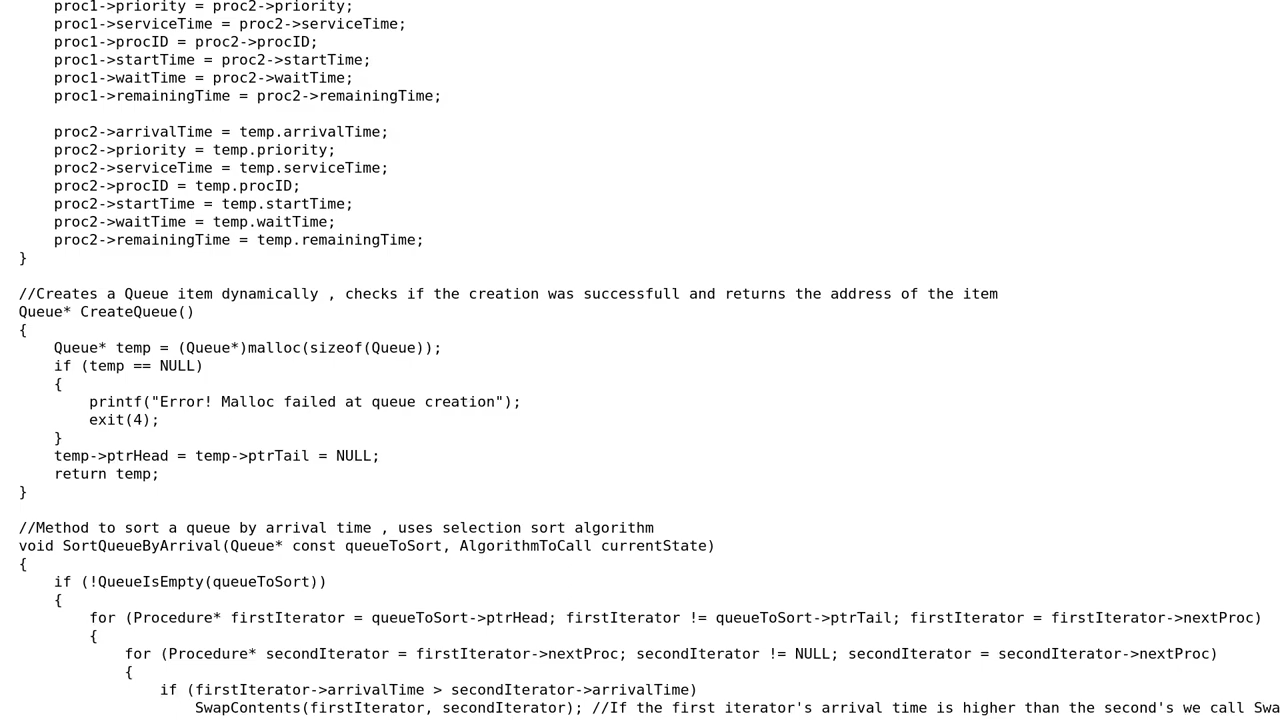 proc1->priority = proc2->priority;
proc1->serviceTime = proc2->serviceTime;
proc1->procID = proc2->procID;
proc1->startTime = proc2->startTime;
proc1->waitTime = proc2->waitTime;
proc1->remainingTime = proc2->remainingTime;
proc2->arrivalTime = temp.arrivalTime;
proc2->priority = temp.priority;
proc2->serviceTime = temp.serviceTime;
proc2->procID = temp.procID;
proc2->startTime = temp.startTime;
proc2->waitTime = temp.waitTime;
proc2->remainingTime = temp.remainingTime;
}
//Creates a Queue item dynamically , checks if the creation was successfull and returns the address of the item
Queue* CreateQueue()
{
Queue* temp = (Queue*)malloc(sizeof(Queue));
if (temp == NULL)
{
printf("Error! Malloc failed at queue creation");
exit(4);
}
temp->ptrHead = temp->ptrTail = NULL;
return temp;
}
//Method to sort a queue by arrival time , uses selection sort algorithm
void SortQueueByArrival(Queue* const queueToSort, AlgorithmToCall currentState)
{
if (!QueueIsEmpty(queueToSort))
{
for (Procedure* firstIterator = queueToSort->ptrHead; firstIterator != queueToSort->ptrTail; firstIterator = firstIterator->nextProc)
{
for (Procedure* secondIterator = firstIterator->nextProc; secondIterator != NULL; secondIterator = secondIterator->nextProc)
{
if (firstIterator->arrivalTime > secondIterator->arrivalTime)
SwapContents(firstIterator, secondIterator); //If the first iterator's arrival time is higher than the second's we call Swa